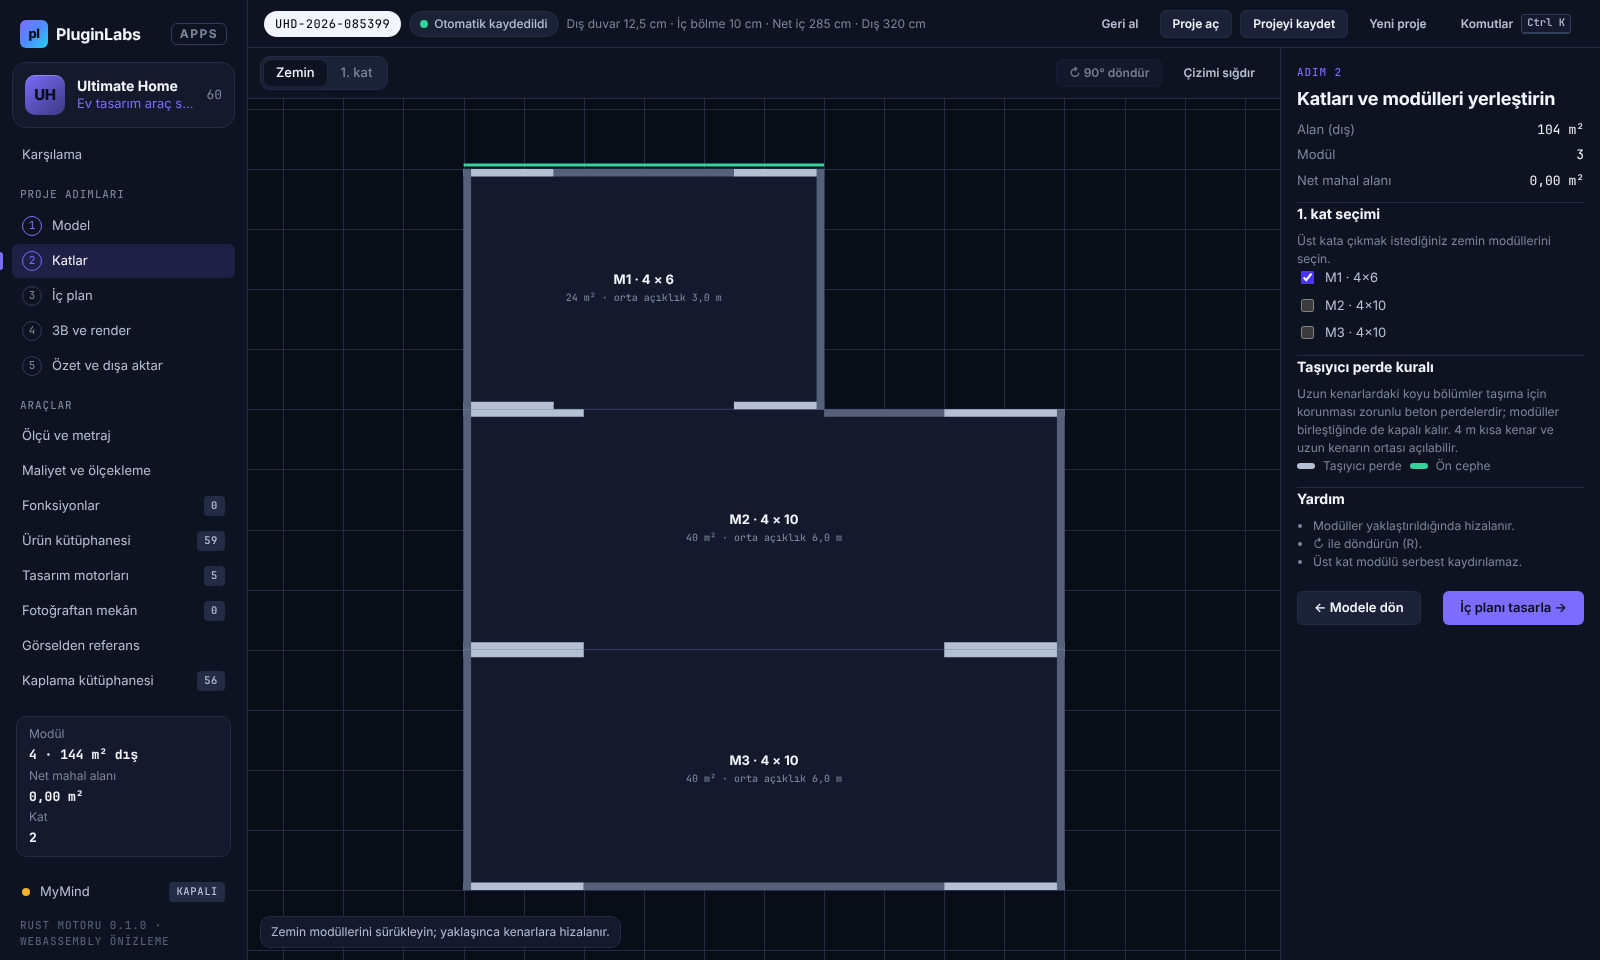 pl PluginLabs APPS
UH Ultimate Home
Ev tasarım araç s... 60
Karşılama
PROJE ADIMLARI
1 Model
2 Katlar
3 İç plan
4 3B ve render
5 Özet ve dışa aktar
ARAÇLAR
Ölçü ve metraj
Maliyet ve ölçekleme
Fonksiyonlar 0
Ürün kütüphanesi 59
Tasarım motorları 5
Fotoğraftan mekân 0
Görselden referans
Kaplama kütüphanesi 56
Modül
4 · 144 m² dış
Net mahal alanı
0,00 m²
Kat
2
MyMind KAPALI
RUST MOTORU 0.1.0 ·
WEBASSEMBLY ÖNİZLEME
UHD-2026-085399 Otomatik kaydedildi Dış duvar 12,5 cm · İç bölme 10 cm · Net iç 285 cm · Dış 320 cm Geri al Proje aç Projeyi kaydet Yeni proje Komutlar Ctrl K
Zemin 1. kat ↻ 90° döndür Çizimi sığdır
M1 · 4 × 6
24 m² · orta açıklık 3,0 m
M2 · 4 × 10
40 m² · orta açıklık 6,0 m
M3 · 4 × 10
40 m² · orta açıklık 6,0 m
Zemin modüllerini sürükleyin; yaklaşınca kenarlara hizalanır.
ADIM 2
Katları ve modülleri yerleştirin
Alan (dış) 104 m²
Modül 3
Net mahal alanı 0,00 m²
1. kat seçimi
Üst kata çıkmak istediğiniz zemin modüllerini
seçin.
M1 · 4×6
M2 · 4×10
M3 · 4×10
Taşıyıcı perde kuralı
Uzun kenarlardaki koyu bölümler taşıma için
korunması zorunlu beton perdelerdir; modüller
birleştiğinde de kapalı kalır. 4 m kısa kenar ve
uzun kenarın ortası açılabilir.
Taşıyıcı perde Ön cephe
Yardım
• Modüller yaklaştırıldığında hizalanır.
• ↻ ile döndürün (R).
• Üst kat modülü serbest kaydırılamaz.
← Modele dön İç planı tasarla →